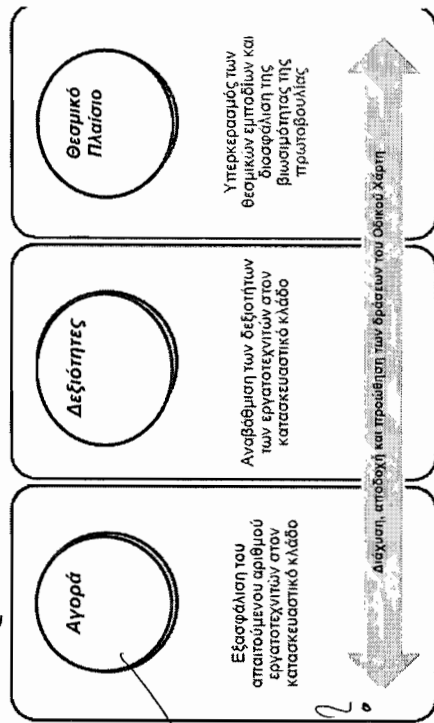 Αγορά
Εξασφάλιση του
απαιτούμενου αριθμού
εργατοτεχνιτών στον
κατασκευαστικό κλάδο
Δεξιότητες
Αναβάθμιση των δεξιοτήτων
των εργατοτεχνιτών στον
κατασκευαστικό κλάδο
Θεσμικό
Πλαίσιο
Υπερκερασμός των
θεσμικών εμποδίων και
διασφάλιση της
βιωσιμότητας της
πρωτοβουλίας
Διάχυση, αποδοχή και προώθηση των δράσεων του Οδικού Χάρτη
?